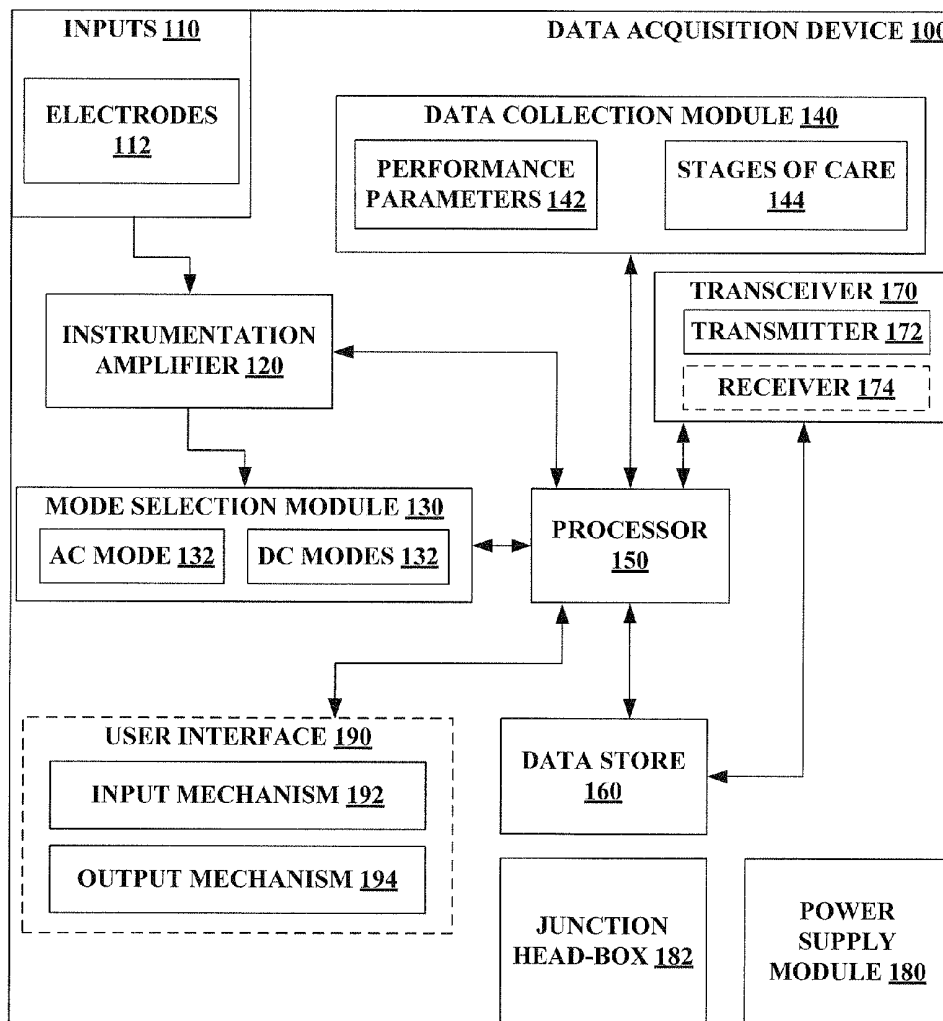 INPUTS 110
DATA ACQUISITION DEVICE 100
ELECTRODES
112
DATA COLLECTION MODULE 140
PERFORMANCE
PARAMETERS 142
STAGES OF CARE
144
TRANSCEIVER 170
TRANSMITTER 172
RECEIVER 174
INSTRUMENTATION
AMPLIFIER 120
MODE SELECTION MODULE 130
AC MODE 132
DC MODES 132
PROCESSOR
150
USER INTERFACE 190
INPUT MECHANISM 192
OUTPUT MECHANISM 194
DATA STORE
160
JUNCTION
HEAD-BOX 182
POWER
SUPPLY
MODULE 180